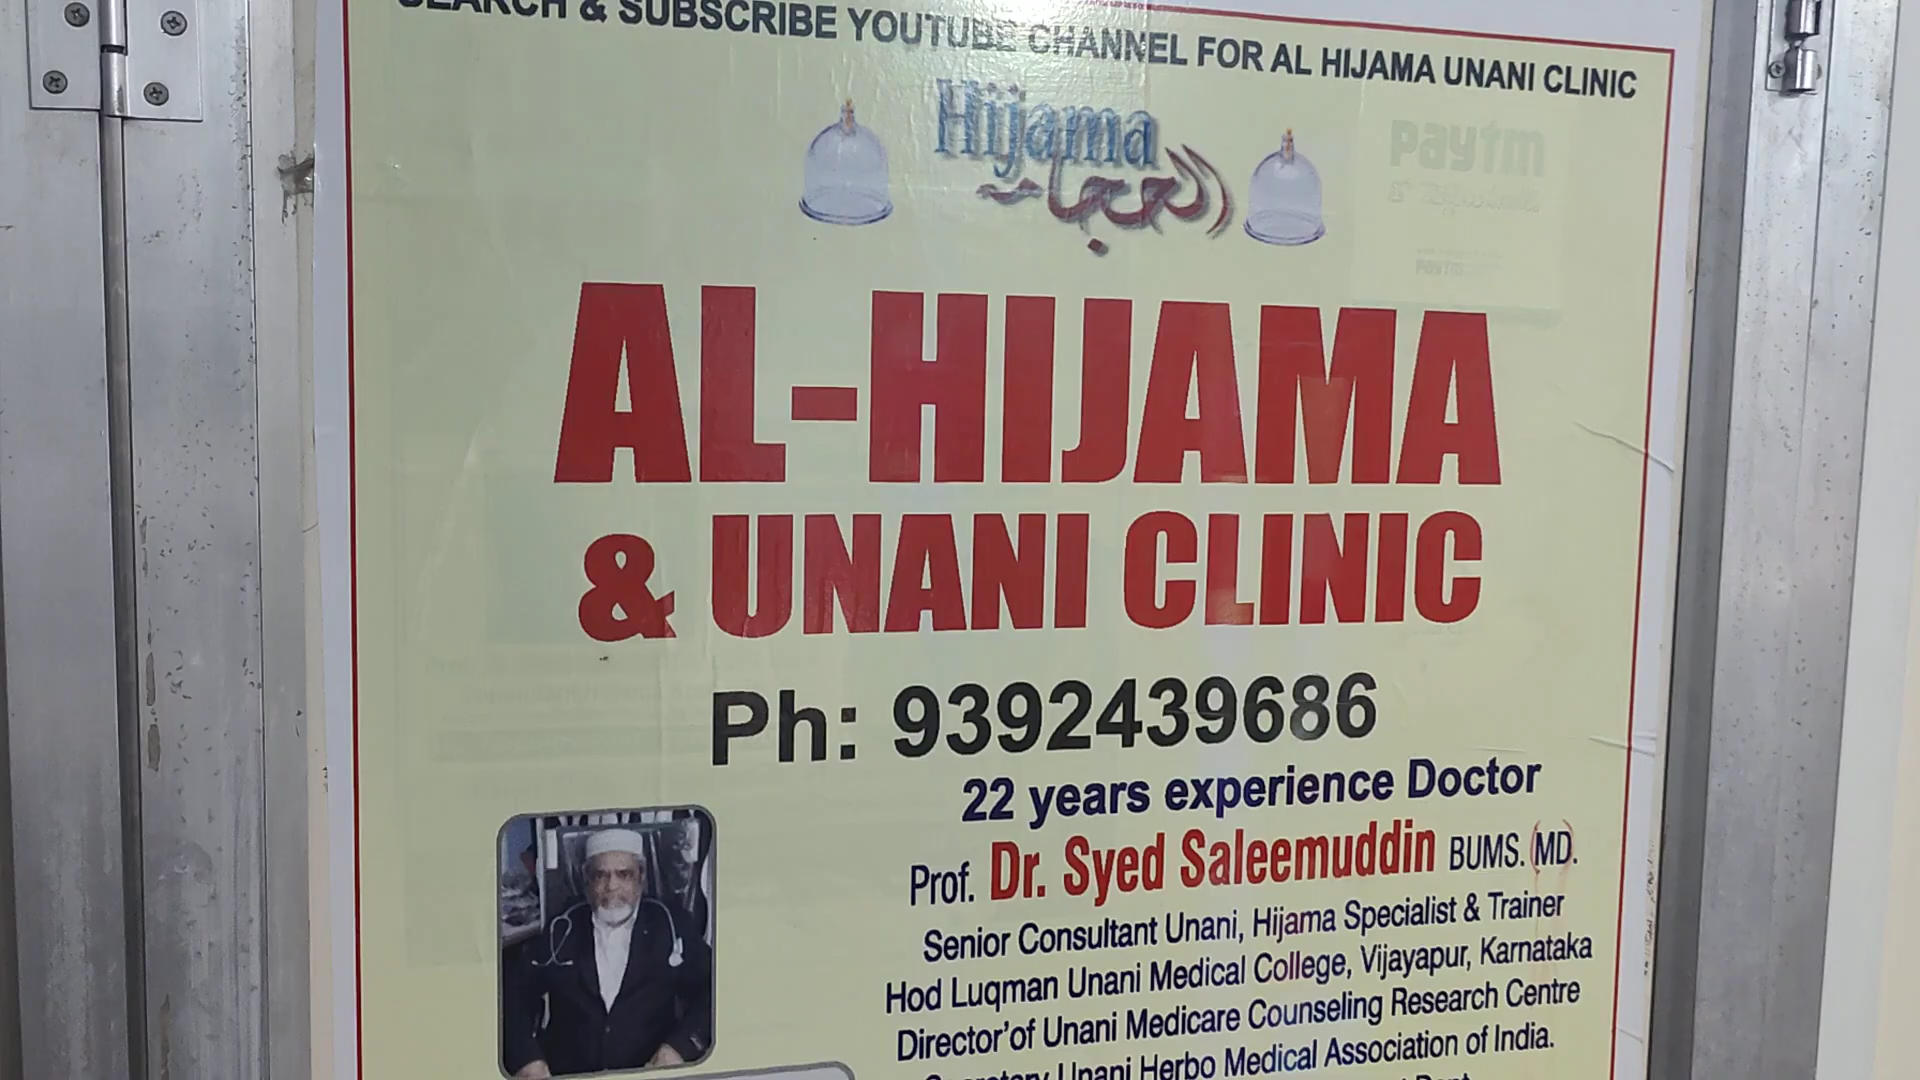 SEARCH & SUBSCRIBE YOUTUBE CHANNEL FOR AL HIJAMA UNANI CLINIC
Hijama
الحجامة
paytm
AL-HIJAMA
& UNANI CLINIC
Ph: 9392439686
22 years experience Doctor
Prof. Dr. Syed Saleemuddin BUMS. (MD).
Senior Consultant Unani, Hijama Specialist & Trainer
Hod Luqman Unani Medical College, Vijayapur, Karnataka
Director'of Unani Medicare Counseling Research Centre
Secretary Unani Herbo Medical Association of India.